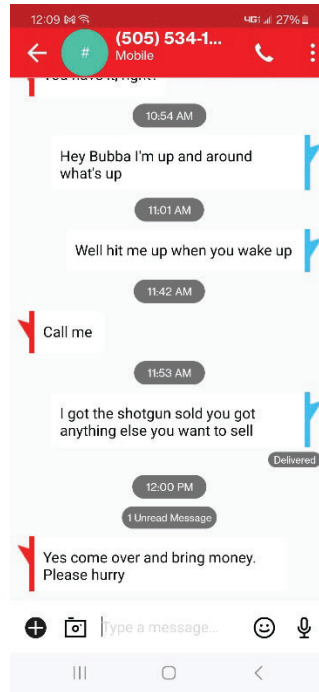 12:09
4G 27%
(505) 534-1...
Mobile
#
10:54 AM
Hey Bubba I'm up and around
what's up
11:01 AM
Well hit me up when you wake up
11:42 AM
Call me
11:53 AM
I got the shotgun sold you got
anything else you want to sell
Delivered
12:00 PM
1 Unread Message
Yes come over and bring money.
Please hurry
Type a message...